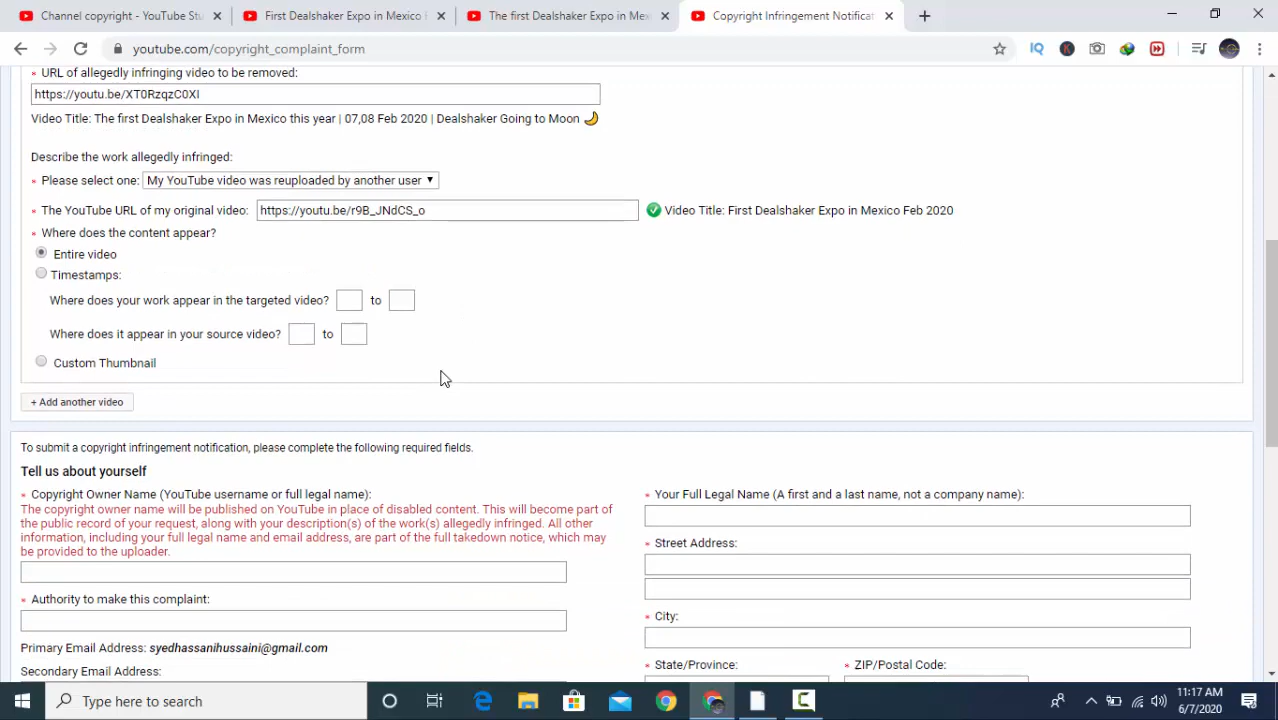 Channel copyright - YouTube Stu
First Dealshaker Expo in Mexico F
The first Dealshaker Expo in Mex
Copyright Infringement Notificat
youtube.com/copyright_complaint_form
* URL of allegedly infringing video to be removed:
https://youtu.be/XT0RzqzC0XI
Video Title: The first Dealshaker Expo in Mexico this year | 07,08 Feb 2020 | Dealshaker Going to Moon 🌙
Describe the work allegedly infringed:
* Please select one: My YouTube video was reuploaded by another user
* The YouTube URL of my original video: https://youtu.be/r9B_JNdCS_o Video Title: First Dealshaker Expo in Mexico Feb 2020
* Where does the content appear?
Entire video
Timestamps:
Where does your work appear in the targeted video? to
Where does it appear in your source video? to
Custom Thumbnail
+ Add another video
To submit a copyright infringement notification, please complete the following required fields.
Tell us about yourself
* Copyright Owner Name (YouTube username or full legal name):
The copyright owner name will be published on YouTube in place of disabled content. This will become part of
the public record of your request, along with your description(s) of the work(s) allegedly infringed. All other
information, including your full legal name and email address, are part of the full takedown notice, which may
be provided to the uploader.
* Authority to make this complaint:
Primary Email Address: syedhassanihussaini@gmail.com
Secondary Email Address:
* Your Full Legal Name (A first and a last name, not a company name):
* Street Address:
* City:
* State/Province: * ZIP/Postal Code:
Type here to search
11:17 AM
6/7/2020